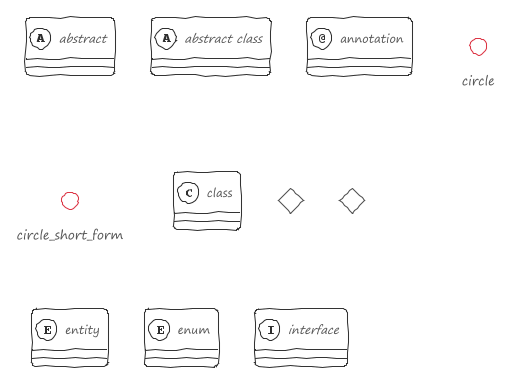 A abstract
A abstract class
@ annotation
circle
circle_short_form
C class
E entity
E enum
I interface